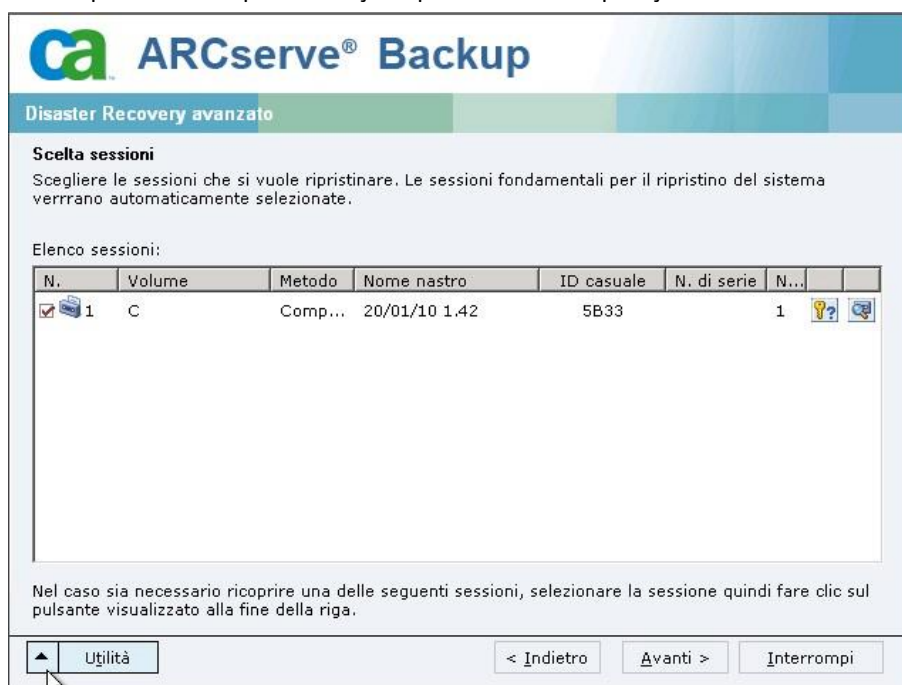 ca ARCserve® Backup
Disaster Recovery avanzato
Scelta sessioni
Scegliere le sessioni che si vuole ripristinare. Le sessioni fondamentali per il ripristino del sistema
verrrano automaticamente selezionate.
Elenco sessioni:
N. Volume Metodo Nome nastro ID casuale N. di serie N...
1 C Comp... 20/01/10 1.42 5B33 1 ?
Nel caso sia necessario ricoprire una delle seguenti sessioni, selezionare la sessione quindi fare clic sul
pulsante visualizzato alla fine della riga.
Utilità < Indietro Avanti > Interrompi